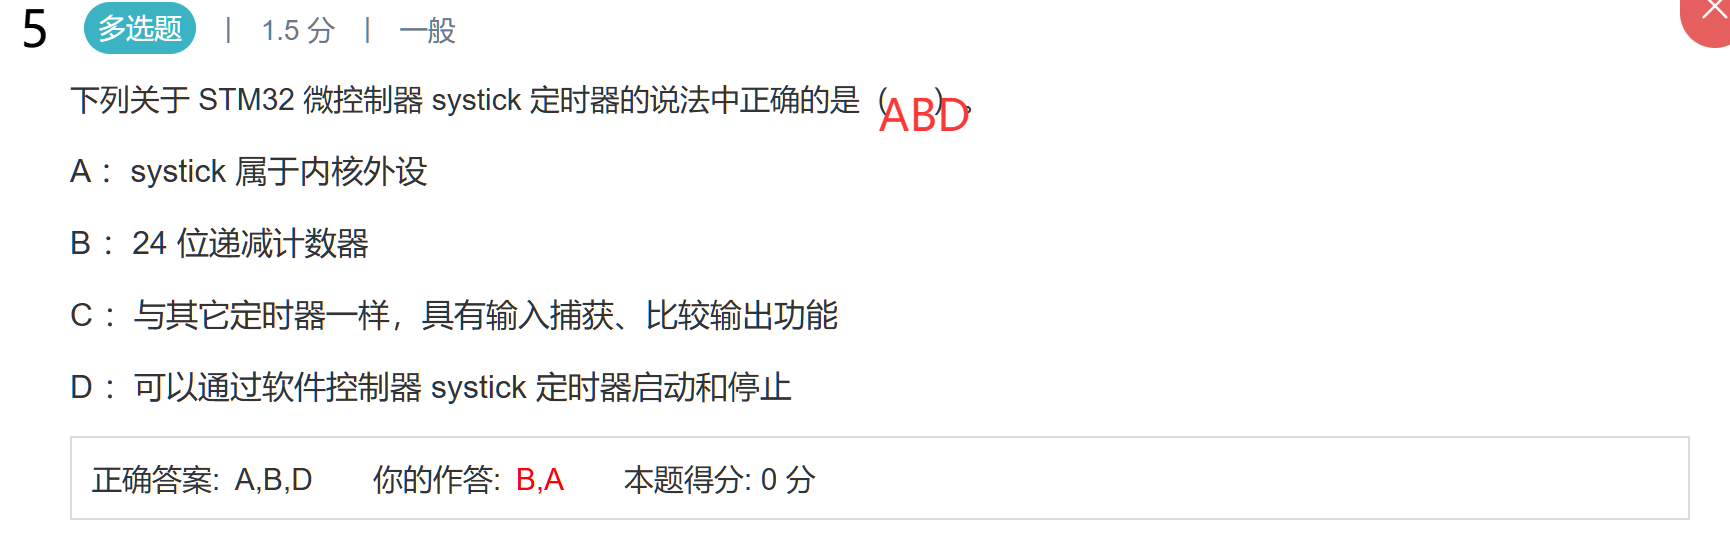 5 多选题 | 1.5 分 | 一般
下列关于 STM32 微控制器 systick 定时器的说法中正确的是（ABD）。
A： systick 属于内核外设
B： 24 位递减计数器
C： 与其它定时器一样，具有输入捕获、比较输出功能
D： 可以通过软件控制器 systick 定时器启动和停止
正确答案: A,B,D 你的作答: B,A 本题得分: 0 分